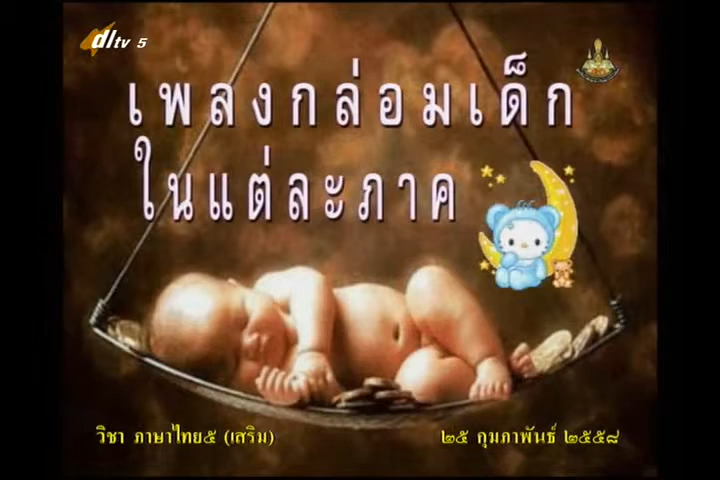 dltv 5
เพลงกล่อมเด็ก
ในแต่ละภาค
วิชา ภาษาไทย๕ (เสริม)
๒๕ กุมภาพันธ์ ๒๕๕๘